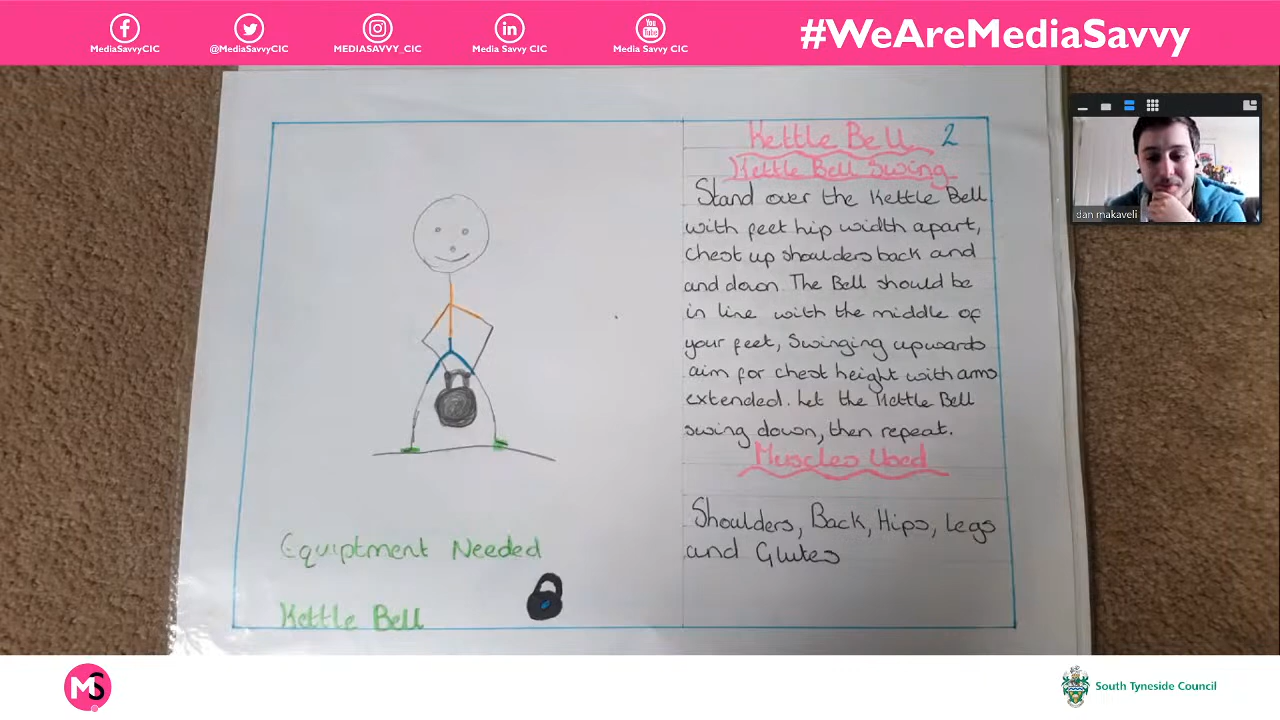 MediaSavvyCIC
@MediaSavvyCIC
MEDIASAVVY_CIC
Media Savvy CIC
You
Tube
Media Savvy CIC
#WeAreMediaSavvy
dan makaveli
Kettle Bell 2
Kettle Bell Swing
Stand over the Kettle Bell
with feet hip width apart,
chest up shoulders back and
and down. The Bell should be
in line with the middle of
your feet, Swinging upwards
aim for chest height with arms
extended. Let the Kettle Bell
swing down, then repeat.
Muscles Used
Shoulders, Back, Hips, Legs
and Glutes
Equiptment Needed
Kettle Bell
MS
South Tyneside Council